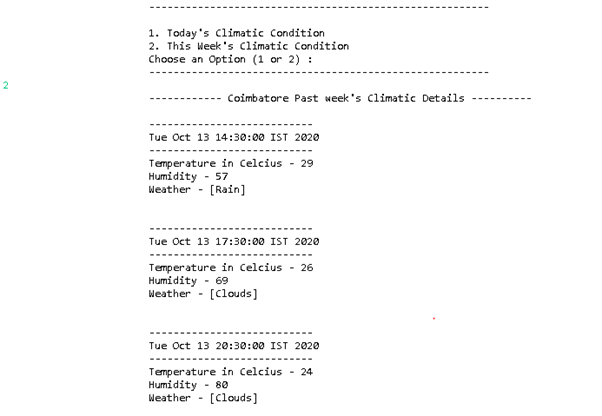 --------------------------------------------------------
1. Today's Climatic Condition
2. This Week's Climatic Condition
Choose an Option (1 or 2) :
--------------------------------------------------------
2
------------ Coimbatore Past week's Climatic Details ----------
---------------------------
Tue Oct 13 14:30:00 IST 2020
---------------------------
Temperature in Celcius - 29
Humidity - 57
Weather - [Rain]
---------------------------
Tue Oct 13 17:30:00 IST 2020
---------------------------
Temperature in Celcius - 26
Humidity - 69
Weather - [Clouds]
---------------------------
Tue Oct 13 20:30:00 IST 2020
---------------------------
Temperature in Celcius - 24
Humidity - 80
Weather - [Clouds]